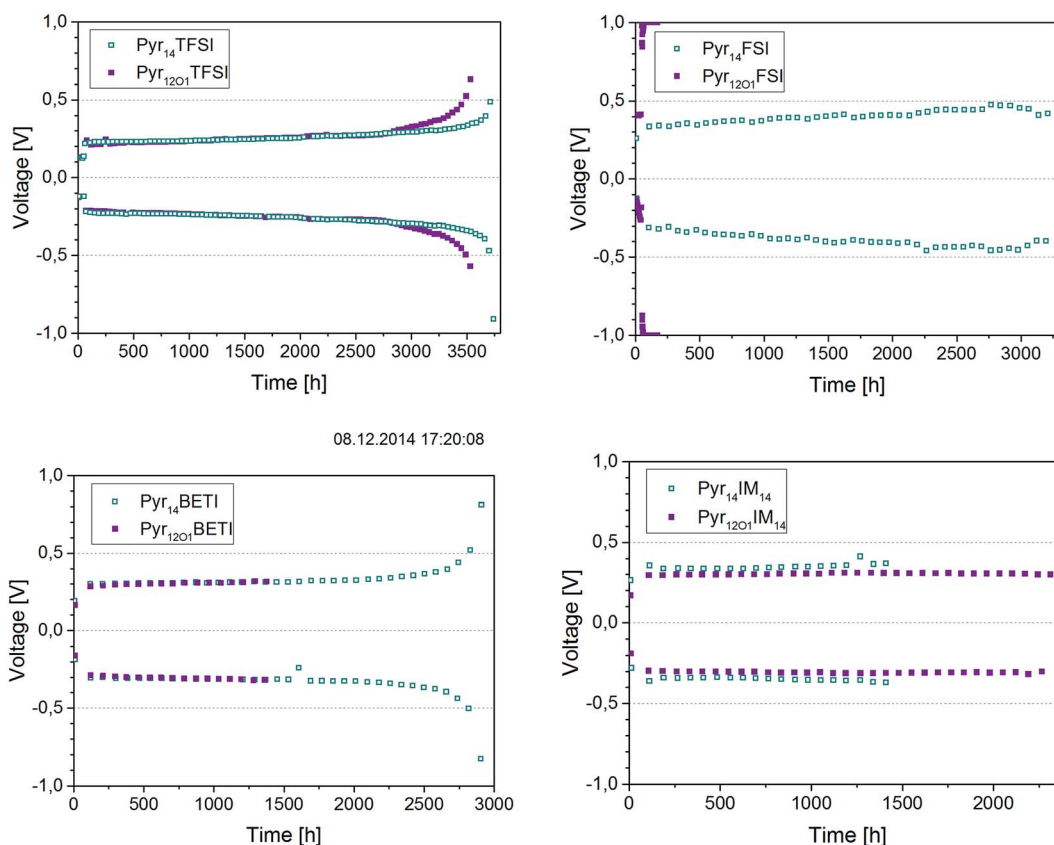 1,0
0,5
0,0
-0,5
-1,0
Voltage [V]
Pyr₁₄TFSI
Pyr₁₂O₁TFSI
0 500 1000 1500 2000 2500 3000 3500
Time [h]
1,0
0,5
0,0
-0,5
-1,0
Voltage [V]
Pyr₁₄FSI
Pyr₁₂O₁FSI
0 500 1000 1500 2000 2500 3000
Time [h]
08.12.2014 17:20:08
1,0
0,5
0,0
-0,5
-1,0
Voltage [V]
Pyr₁₄BETI
Pyr₁₂O₁BETI
0 500 1000 1500 2000 2500 3000
Time [h]
1,0
0,5
0,0
-0,5
-1,0
Voltage [V]
Pyr₁₄IM₁₄
Pyr₁₂O₁IM₁₄
0 500 1000 1500 2000
Time [h]